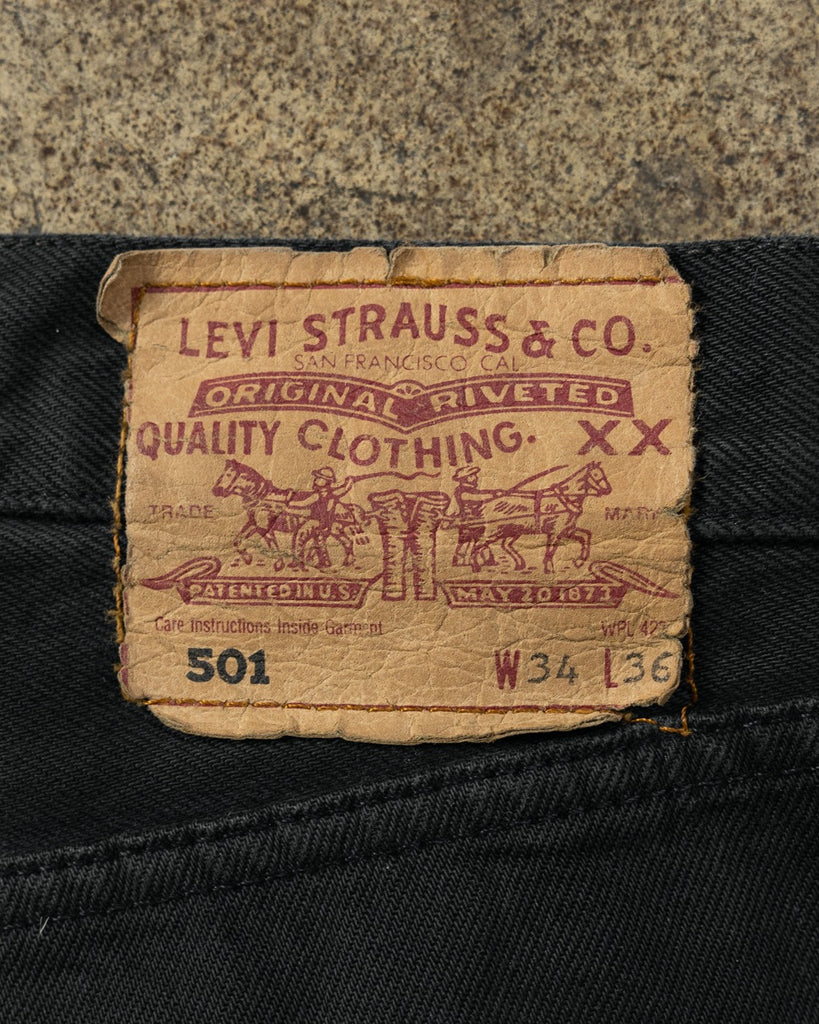 LEVI STRAUSS & CO.
SAN FRANCISCO CAL
ORIGINAL RIVETED
QUALITY CLOTHING. XX
TRADE MARK
PATENTED IN U.S. MAY 20 1873
Care Instructions Inside Garment
WPL 423
501 W34 L36